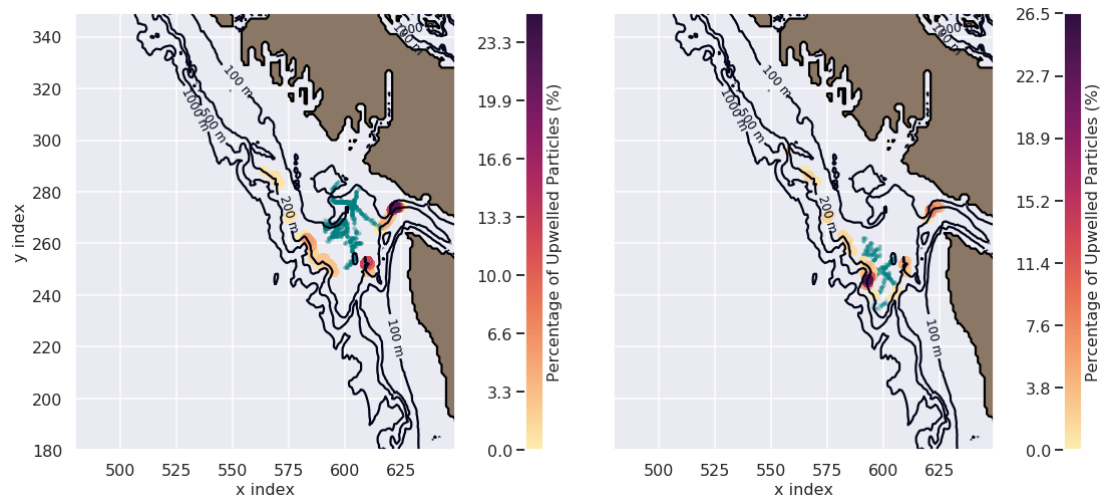 340
320
300
280
260
240
220
200
180
y index
500
525
550
575
600
625
x index
100 m
500 m
1000 m
200 m
100 m
23.3
19.9
16.6
13.3
10.0
6.6
3.3
0.0
Percentage of Upwelled Particles (%)
500
525
550
575
600
625
x index
100 m
500 m
1000 m
200 m
100 m
26.5
22.7
18.9
15.2
11.4
7.6
3.8
0.0
Percentage of Upwelled Particles (%)